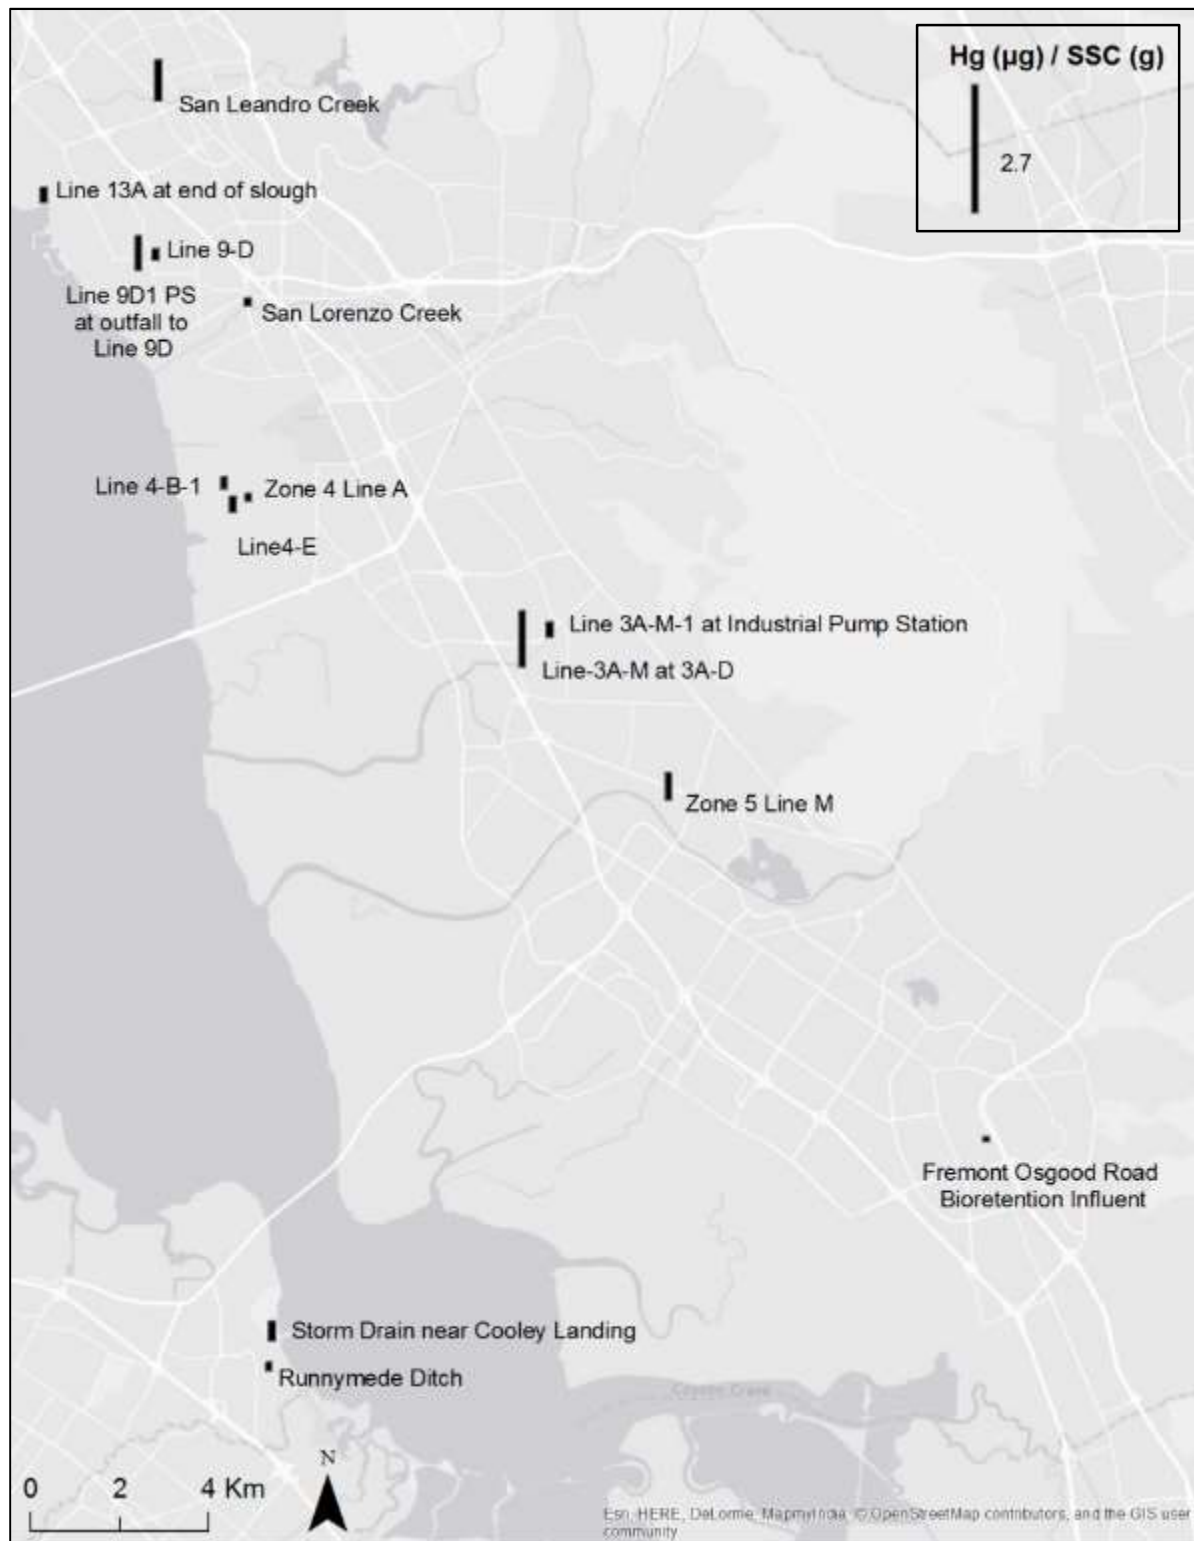 Hg (µg) / SSC (g)
2.7
San Leandro Creek
Line 13A at end of slough
Line 9-D
Line 9D1 PS
at outfall to
Line 9D
San Lorenzo Creek
Line 4-B-1
Zone 4 Line A
Line4-E
Line 3A-M-1 at Industrial Pump Station
Line-3A-M at 3A-D
Zone 5 Line M
Fremont Osgood Road
Bioretention Influent
Storm Drain near Cooley Landing
Runnymede Ditch
Coyote Creek
N
0 2 4 Km
Esri, HERE, DeLorme, MapmyIndia, © OpenStreetMap contributors, and the GIS user
community